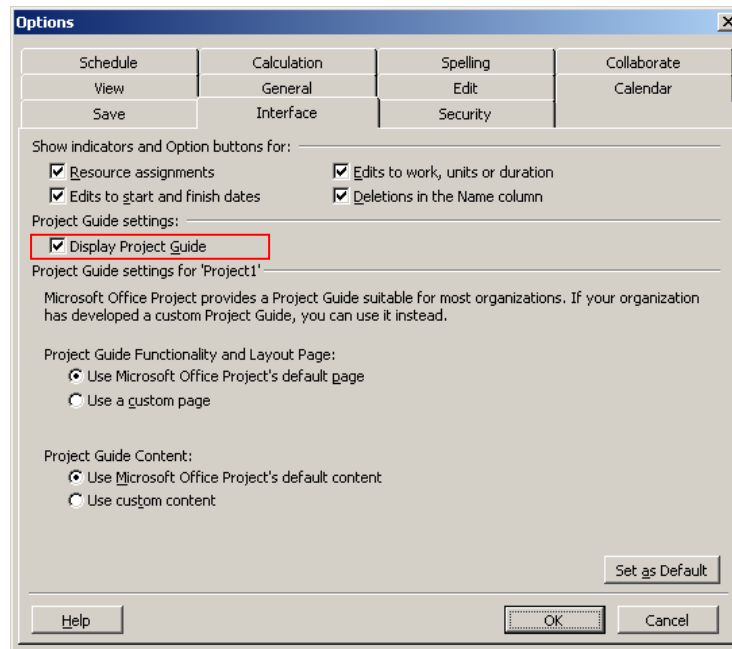 Options
Schedule Calculation Spelling Collaborate
View General Edit Calendar
Save Interface Security
Show indicators and Option buttons for:
Resource assignments Edits to work, units or duration
Edits to start and finish dates Deletions in the Name column
Project Guide settings:
Display Project Guide
Project Guide settings for 'Project1'
Microsoft Office Project provides a Project Guide suitable for most organizations. If your organization
has developed a custom Project Guide, you can use it instead.
Project Guide Functionality and Layout Page:
Use Microsoft Office Project's default page
Use a custom page
Project Guide Content:
Use Microsoft Office Project's default content
Use custom content
Set as Default
Help OK Cancel